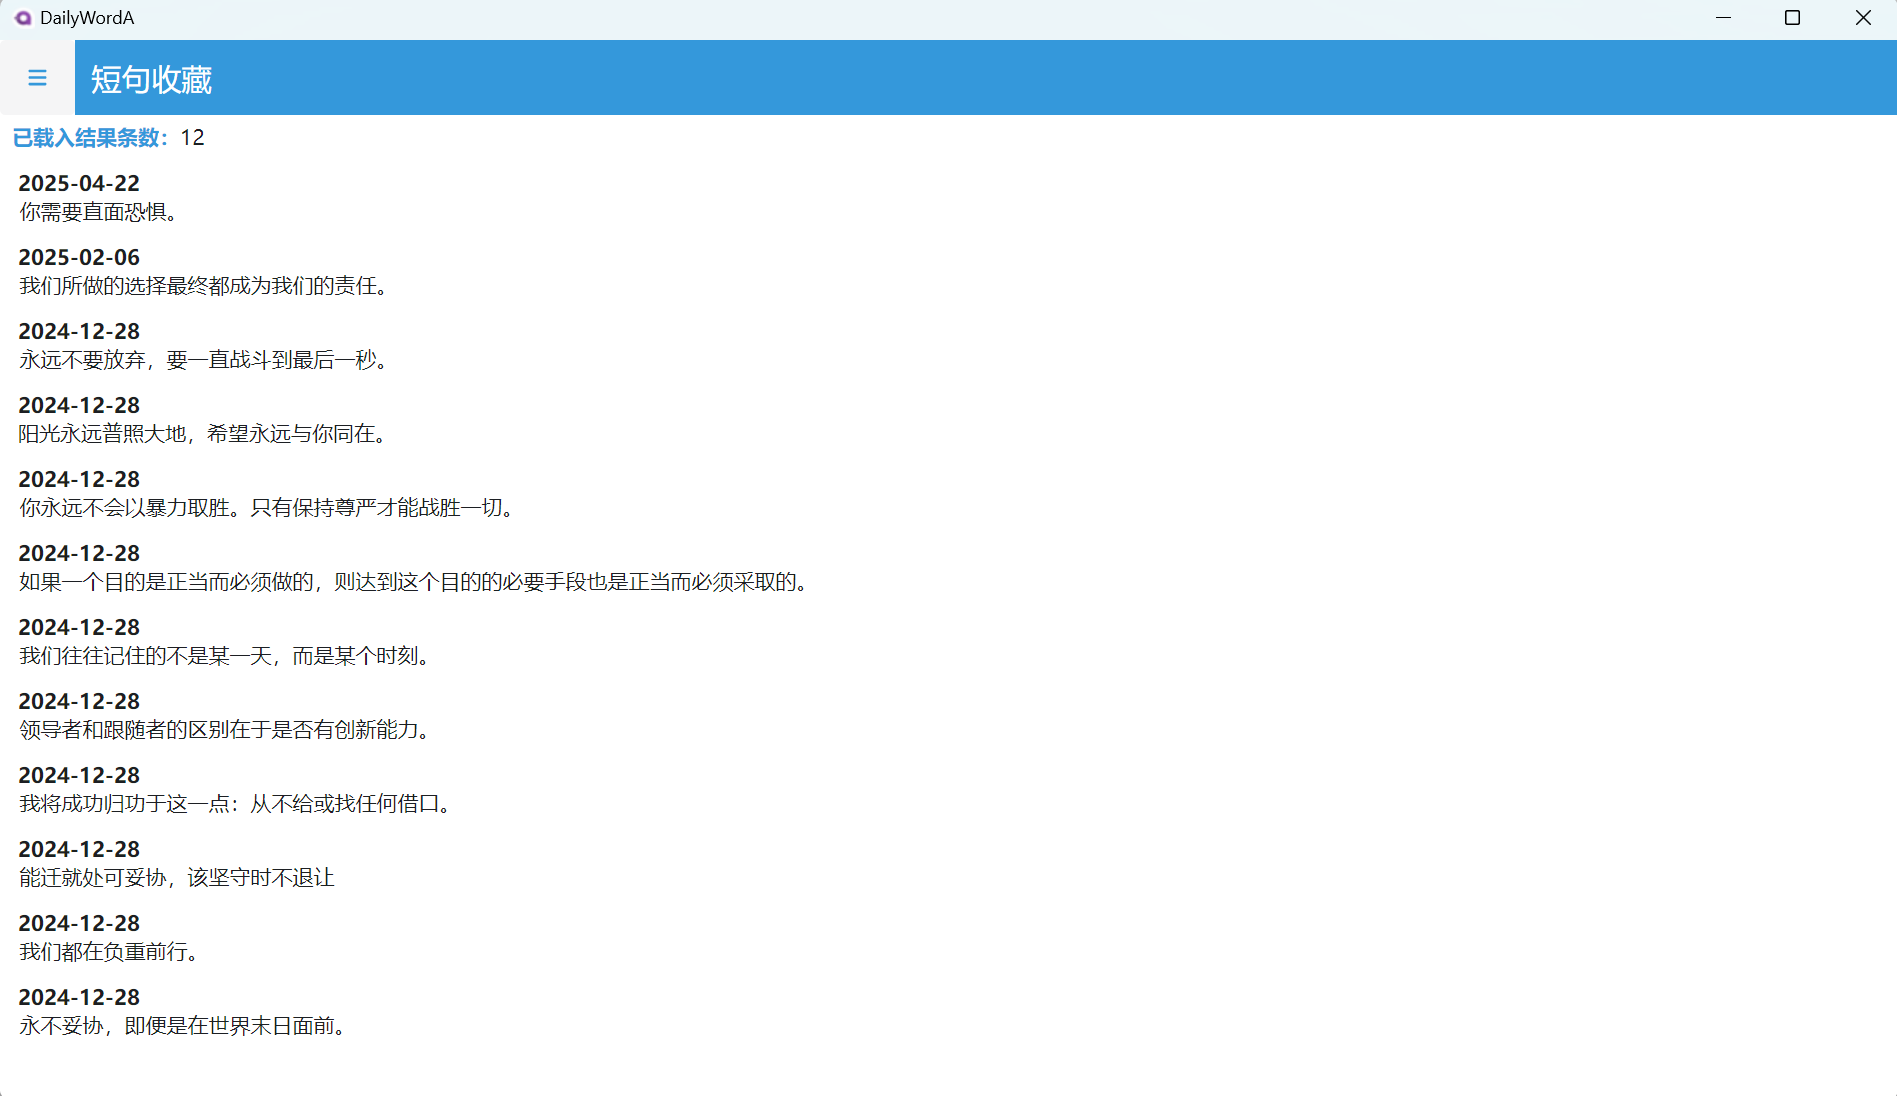 DailyWordA
短句收藏
已载入结果条数：12
2025-04-22
你需要直面恐惧。
2025-02-06
我们所做的选择最终都成为我们的责任。
2024-12-28
永远不要放弃，要一直战斗到最后一秒。
2024-12-28
阳光永远普照大地，希望永远与你同在。
2024-12-28
你永远不会以暴力取胜。只有保持尊严才能战胜一切。
2024-12-28
如果一个目的是正当而必须做的，则达到这个目的的必要手段也是正当而必须采取的。
2024-12-28
我们往往记住的不是某一天，而是某个时刻。
2024-12-28
领导者和跟随者的区别在于是否有创新能力。
2024-12-28
我将成功归功于这一点：从不给或找任何借口。
2024-12-28
能迁就处可妥协，该坚守时不退让
2024-12-28
我们都在负重前行。
2024-12-28
永不妥协，即便是在世界末日面前。